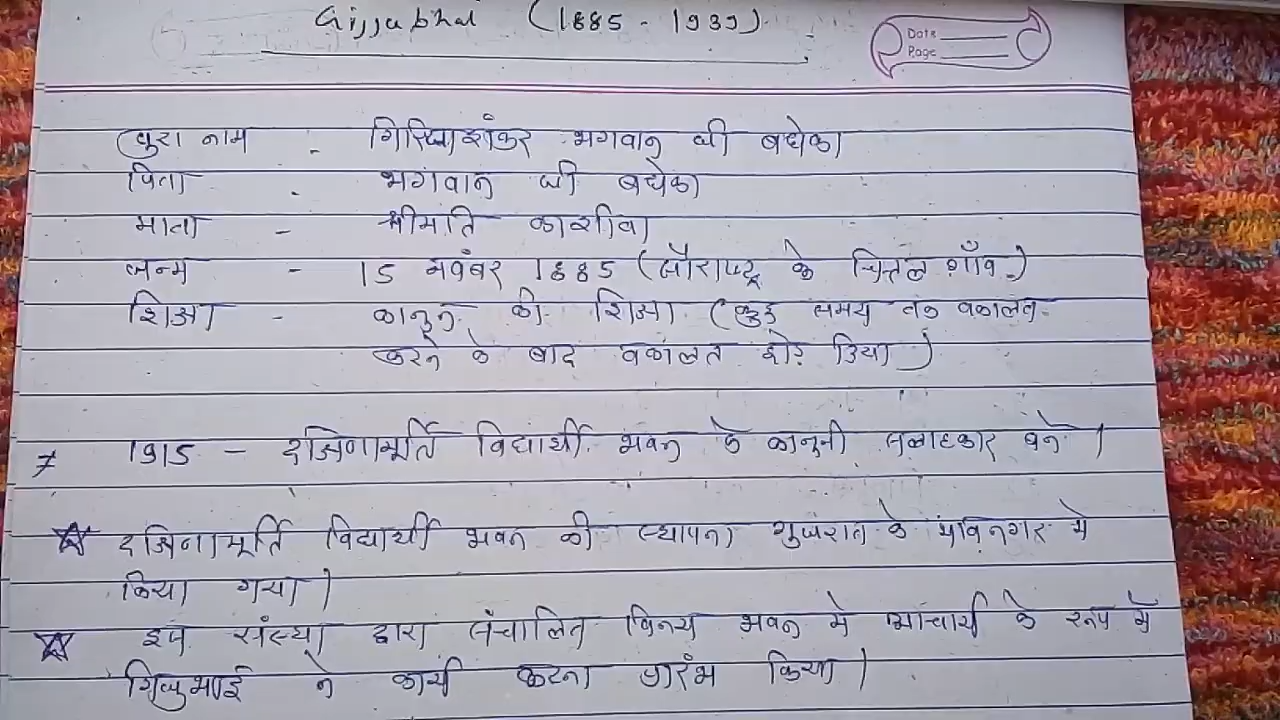 Gijjubhai (1885 - 1939)
Date
Page
पुरा नाम - गिरिजाशंकर भगवान जी बधेका
पिता - भगवान जी बधेका
माता - श्रीमति काशीबा
जन्म - 15 नवंबर 1885 (सौराष्ट्र के चित्तल गाँव)
शिक्षा - कानून की शिक्षा (कुछ समय तक वकालत
करने के बाद वकालत छोड़ दिया)
1915 - दक्षिणामूर्ति विद्यार्थी भवन के कानूनी सलाहकार बने।
दक्षिनामूर्ति विद्यार्थी भवन की स्थापना गुजरात के भावनगर मे
किया गया।
इस संस्था द्वारा संचालित विनय भवन मे आचार्य के रूप मे
गिजुभाई ने कार्य करना प्रारंभ किया।